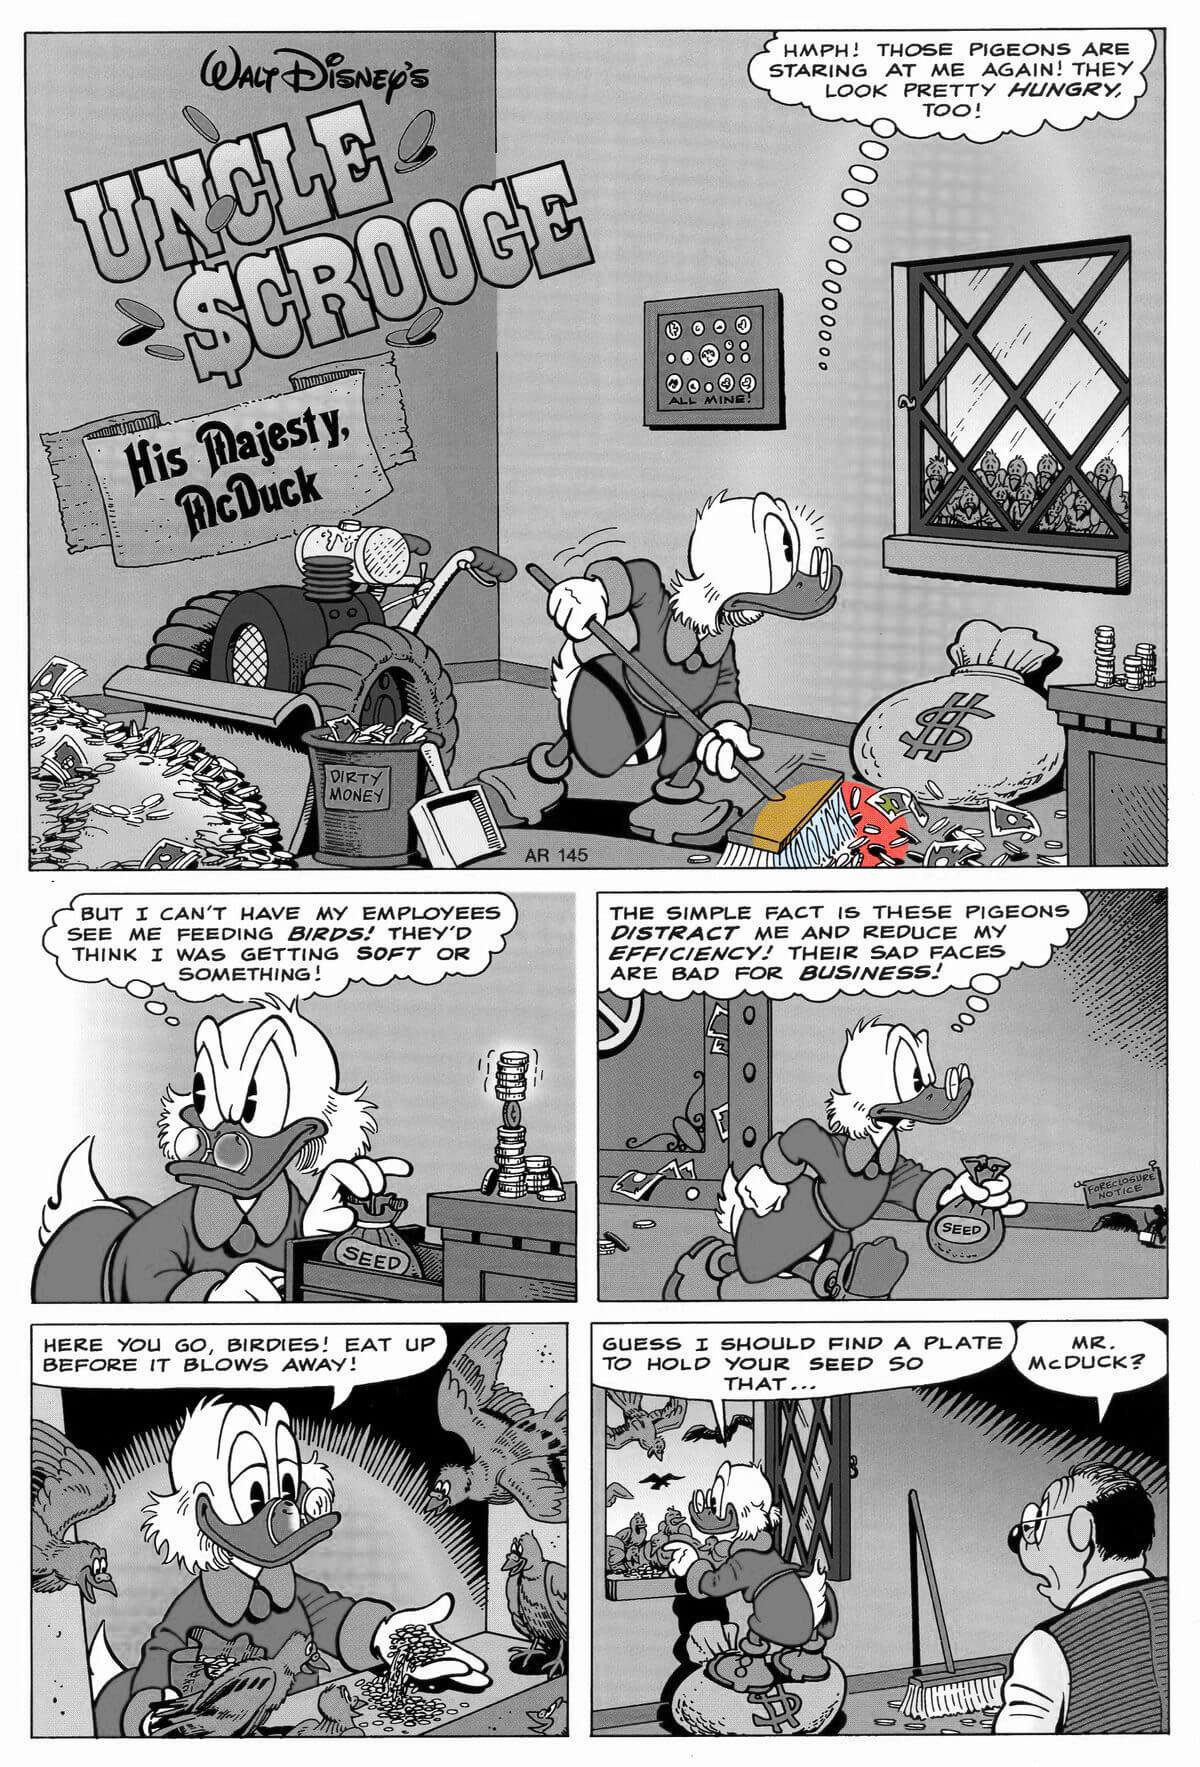 WALT DISNEY'S
UNCLE
$CROOGE
His Majesty,
McDuck
HMPH! THOSE PIGEONS ARE
STARING AT ME AGAIN! THEY
LOOK PRETTY HUNGRY,
TOO!
ALL MINE!
DIRTY
MONEY
AR 145
BUT I CAN'T HAVE MY EMPLOYEES
SEE ME FEEDING BIRDS! THEY'D
THINK I WAS GETTING SOFT OR
SOMETHING!
SEED
THE SIMPLE FACT IS THESE PIGEONS
DISTRACT ME AND REDUCE MY
EFFICIENCY! THEIR SAD FACES
ARE BAD FOR BUSINESS!
SEED
FORECLOSURE
NOTICE
HERE YOU GO, BIRDIES! EAT UP
BEFORE IT BLOWS AWAY!
GUESS I SHOULD FIND A PLATE
TO HOLD YOUR SEED SO
THAT...
MR.
McDUCK?